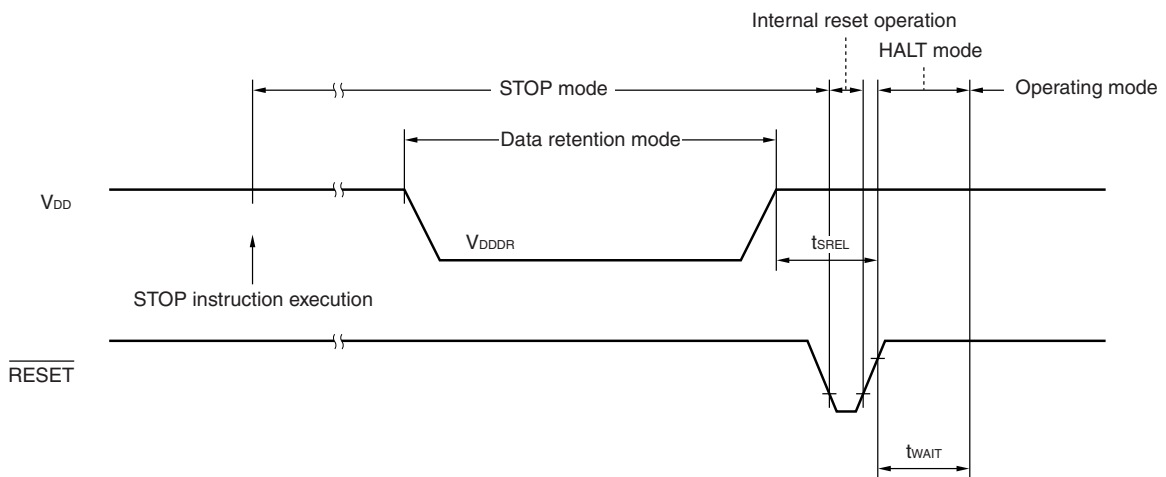 Internal reset operation
HALT mode
STOP mode
Operating mode
Data retention mode
VDD
VDDDR
tSREL
STOP instruction execution
RESET
tWAIT